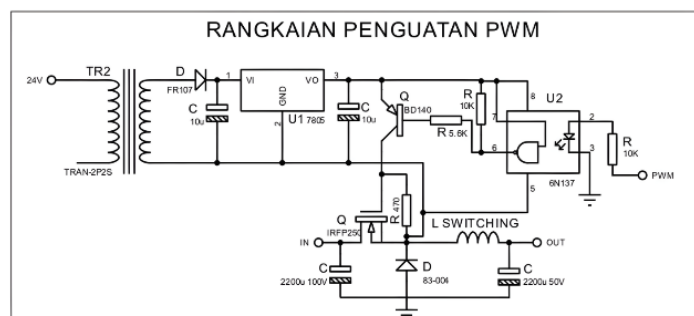 RANGKAIAN PENGUATAN PWM
24V
TR2
TRAN-2P2S
D
FR107
C
10u
1
VI
VO
3
GND
2
U1 7805
C
10u
Q
BD140
R
5.6K
R
10K
7
6
8
5
U2
6N137
2
3
R
10K
PWM
R
470
Q
IRFP250
IN
L SWITCHING
OUT
C
2200u 100V
D
83-006
C
2200u 50V